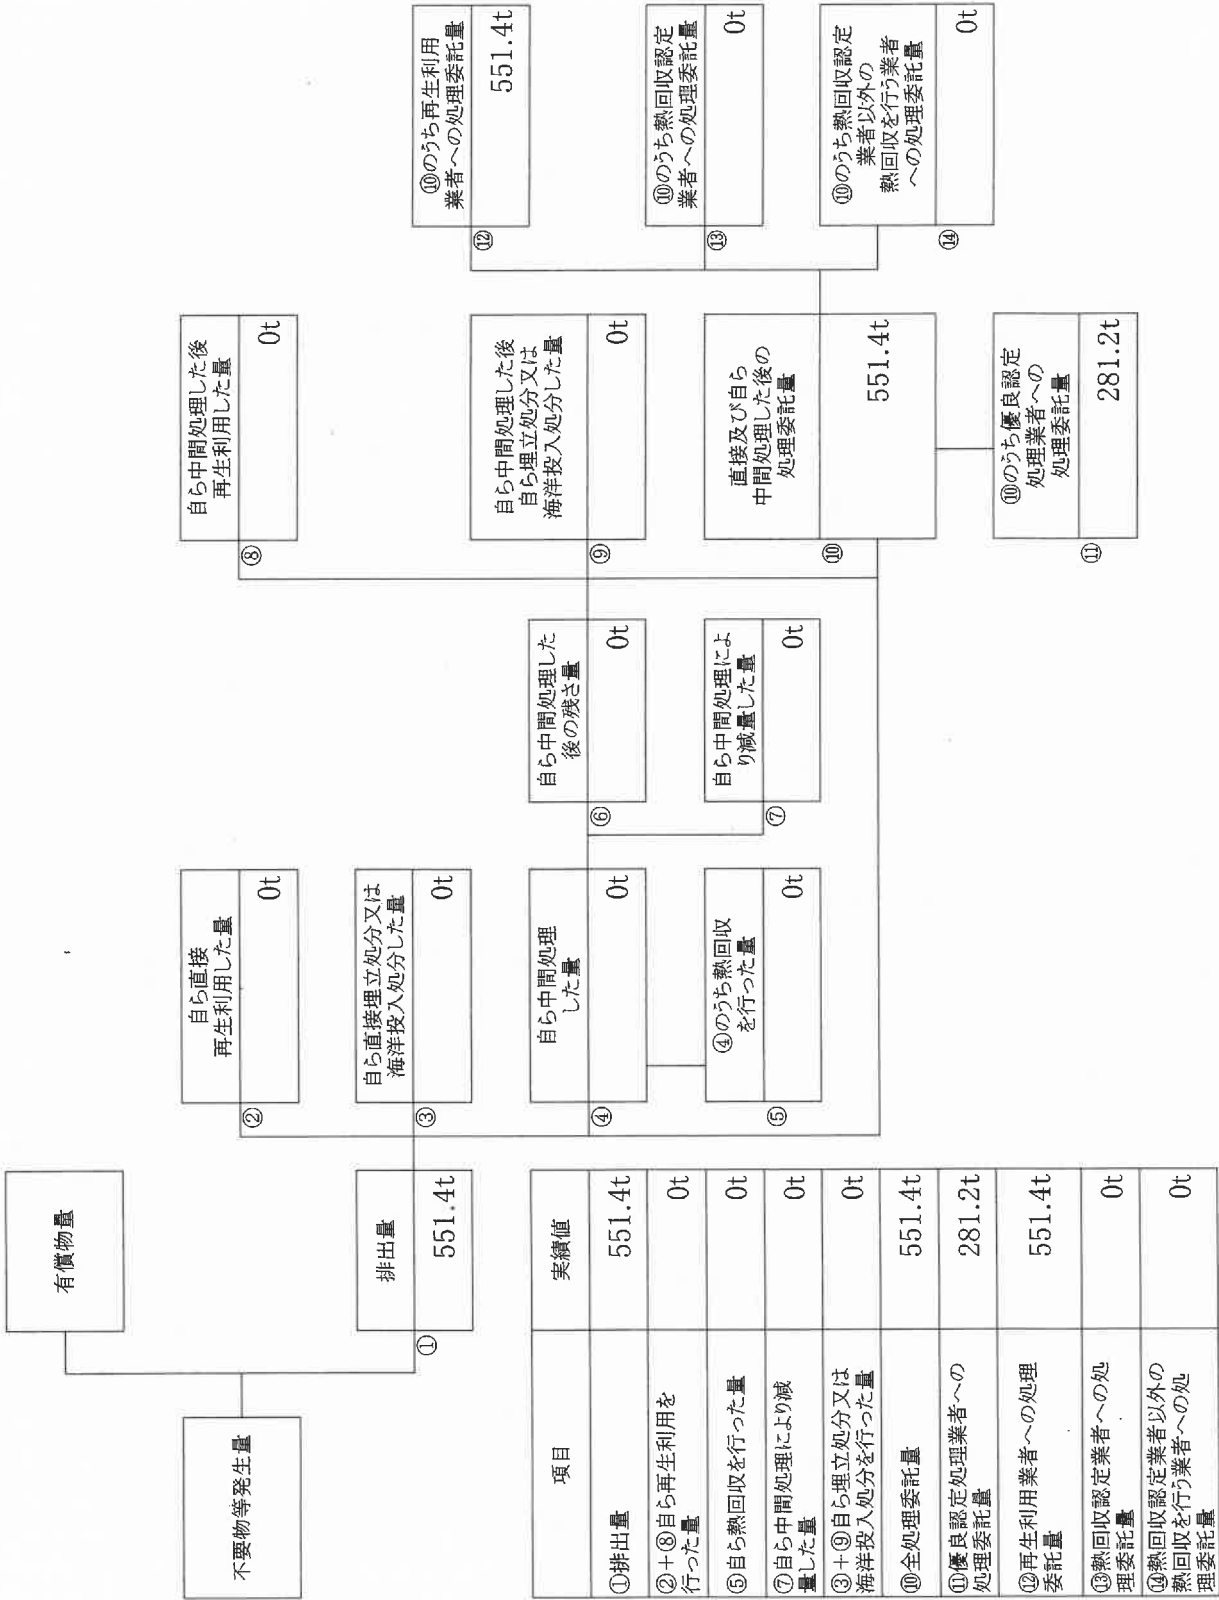 不要物等発生量
有償物量
排出量
①
551.4t
自ら直接
再生利用した量
②
0t
自ら直接埋立処分又は
海洋投入処分した量
③
0t
自ら中間処理
した量
④
0t
④のうち熱回収
を行った量
⑤
0t
自ら中間処理した
後の残さ量
⑥
0t
自ら中間処理によ
り減量した量
⑦
0t
自ら中間処理した後
再生利用した量
⑧
0t
自ら中間処理した後
自ら埋立処分又は
海洋投入処分した量
⑨
0t
直接及び自ら
中間処理した後の
処理委託量
⑩
551.4t
⑩のうち優良認定
処理業者への
処理委託量
⑪
281.2t
⑩のうち再生利用
業者への処理委託量
⑫
551.4t
⑩のうち熱回収認定
業者への処理委託量
⑬
0t
⑩のうち熱回収認定
業者以外の
熱回収を行う業者
への処理委託量
⑭
0t
項目 実績値
①排出量 551.4t
②+⑧自ら再生利用を
行った量 0t
⑤自ら熱回収を行った量 0t
⑦自ら中間処理により減
量した量 0t
③+⑨自ら埋立処分又は
海洋投入処分を行った量 0t
⑩全処理委託量 551.4t
⑪優良認定処理業者への
処理委託量 281.2t
⑫再生利用業者への処理
委託量 551.4t
⑬熱回収認定業者への処
理委託量 0t
⑭熱回収認定業者以外の
熱回収を行う業者への処
理委託量 0t